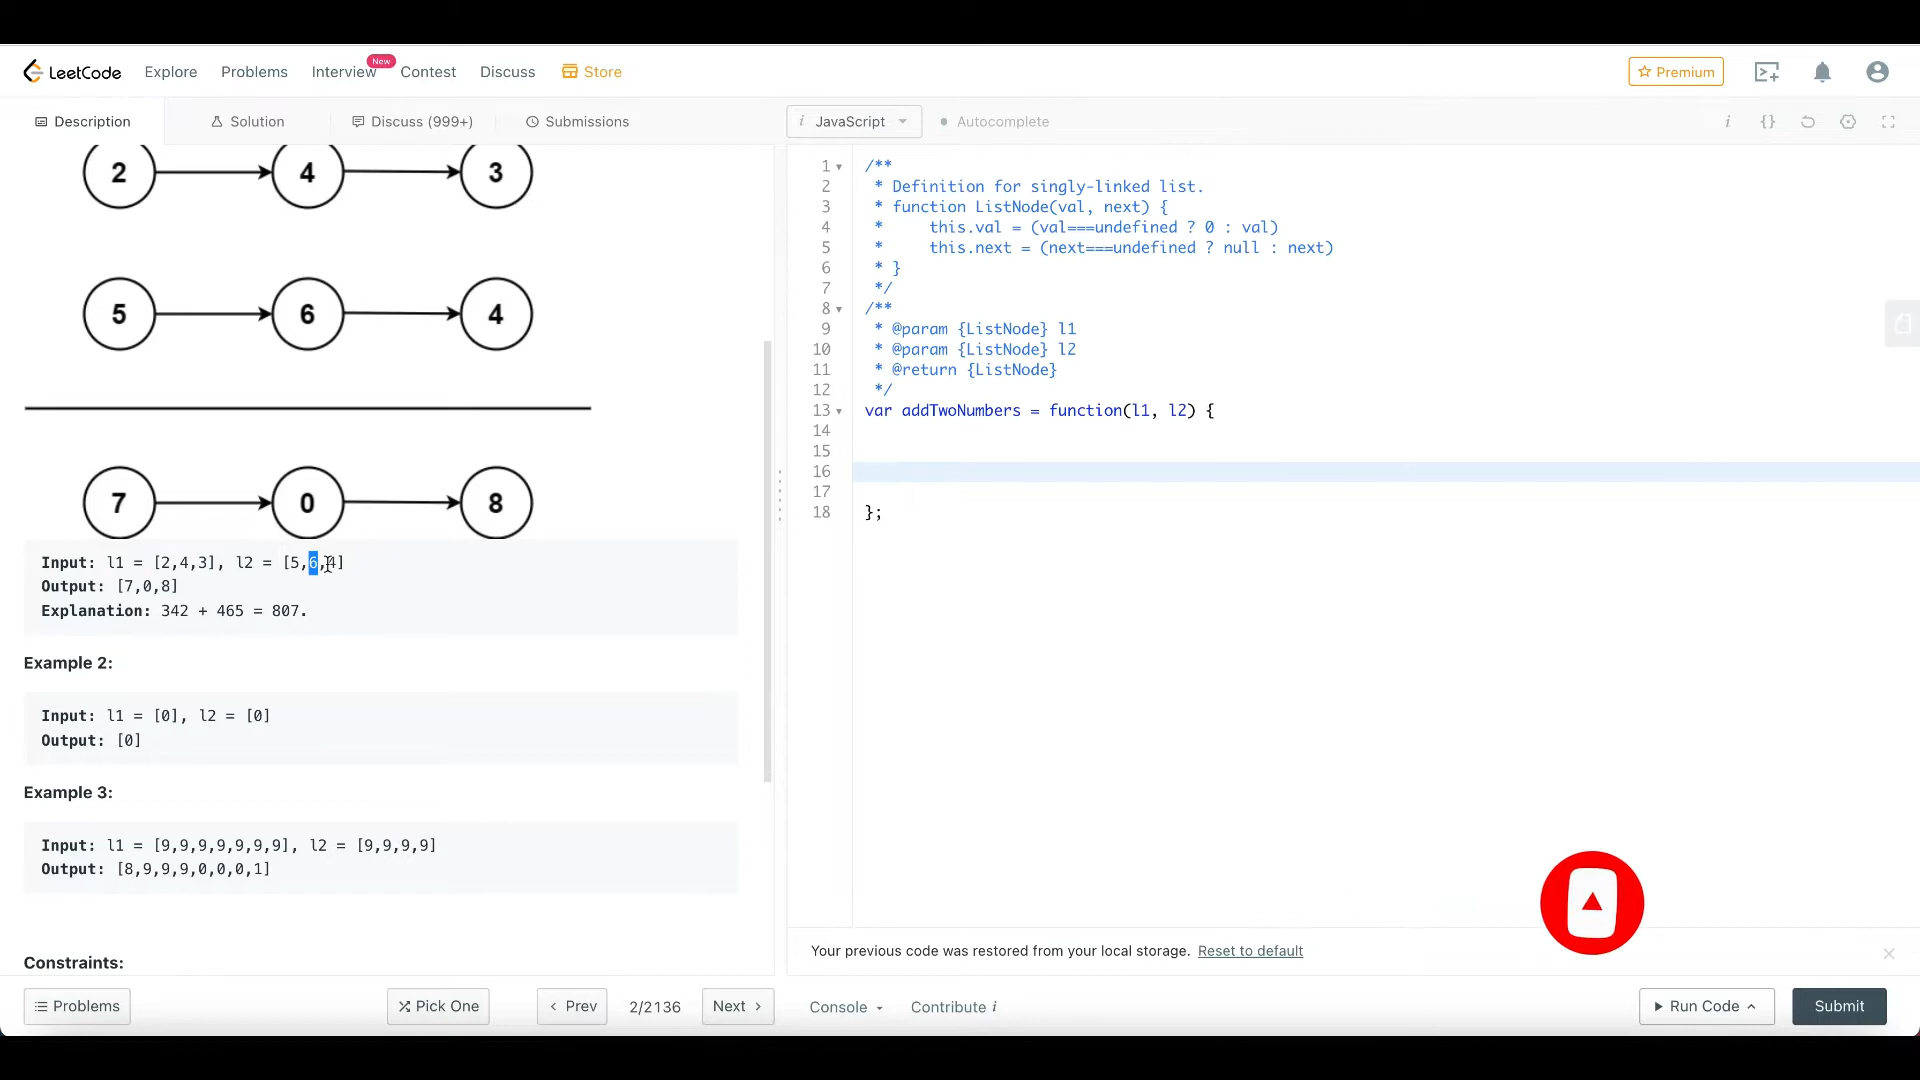 LeetCode Explore Problems Interview New Contest Discuss Store Premium
Description Solution Discuss (999+) Submissions
i JavaScript Autocomplete i {}
2 4 3
5 6 4
7 0 8
Input: l1 = [2,4,3], l2 = [5,6,4]
Output: [7,0,8]
Explanation: 342 + 465 = 807.
Example 2:
Input: l1 = [0], l2 = [0]
Output: [0]
Example 3:
Input: l1 = [9,9,9,9,9,9,9], l2 = [9,9,9,9]
Output: [8,9,9,9,0,0,0,1]
Constraints:
Problems Pick One < Prev 2/2136 Next >
1 /**
2 * Definition for singly-linked list.
3 * function ListNode(val, next) {
4 *     this.val = (val===undefined ? 0 : val)
5 *     this.next = (next===undefined ? null : next)
6 * }
7 */
8 /**
9 * @param {ListNode} l1
10 * @param {ListNode} l2
11 * @return {ListNode}
12 */
13 var addTwoNumbers = function(l1, l2) {
14
15
16
17
18 };
Your previous code was restored from your local storage. Reset to default
Console Contribute i Run Code Submit